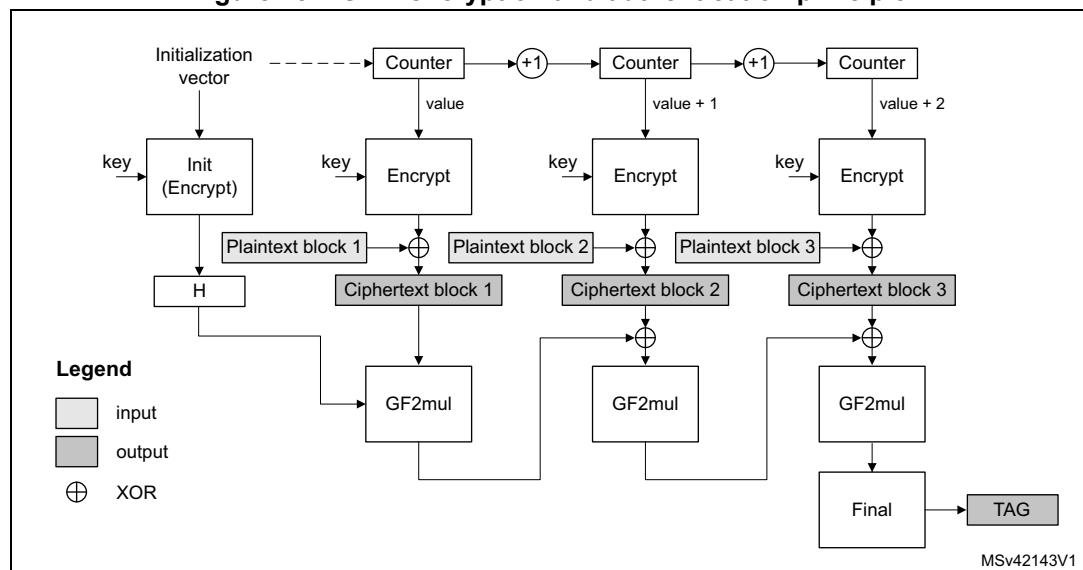 Initialization
vector
Counter
+1
Counter
+1
Counter
value
value + 1
value + 2
key
Init
(Encrypt)
key
Encrypt
key
Encrypt
key
Encrypt
Plaintext block 1
Plaintext block 2
Plaintext block 3
H
Ciphertext block 1
Ciphertext block 2
Ciphertext block 3
Legend
input
output
XOR
GF2mul
GF2mul
GF2mul
Final
TAG
MSv42143V1